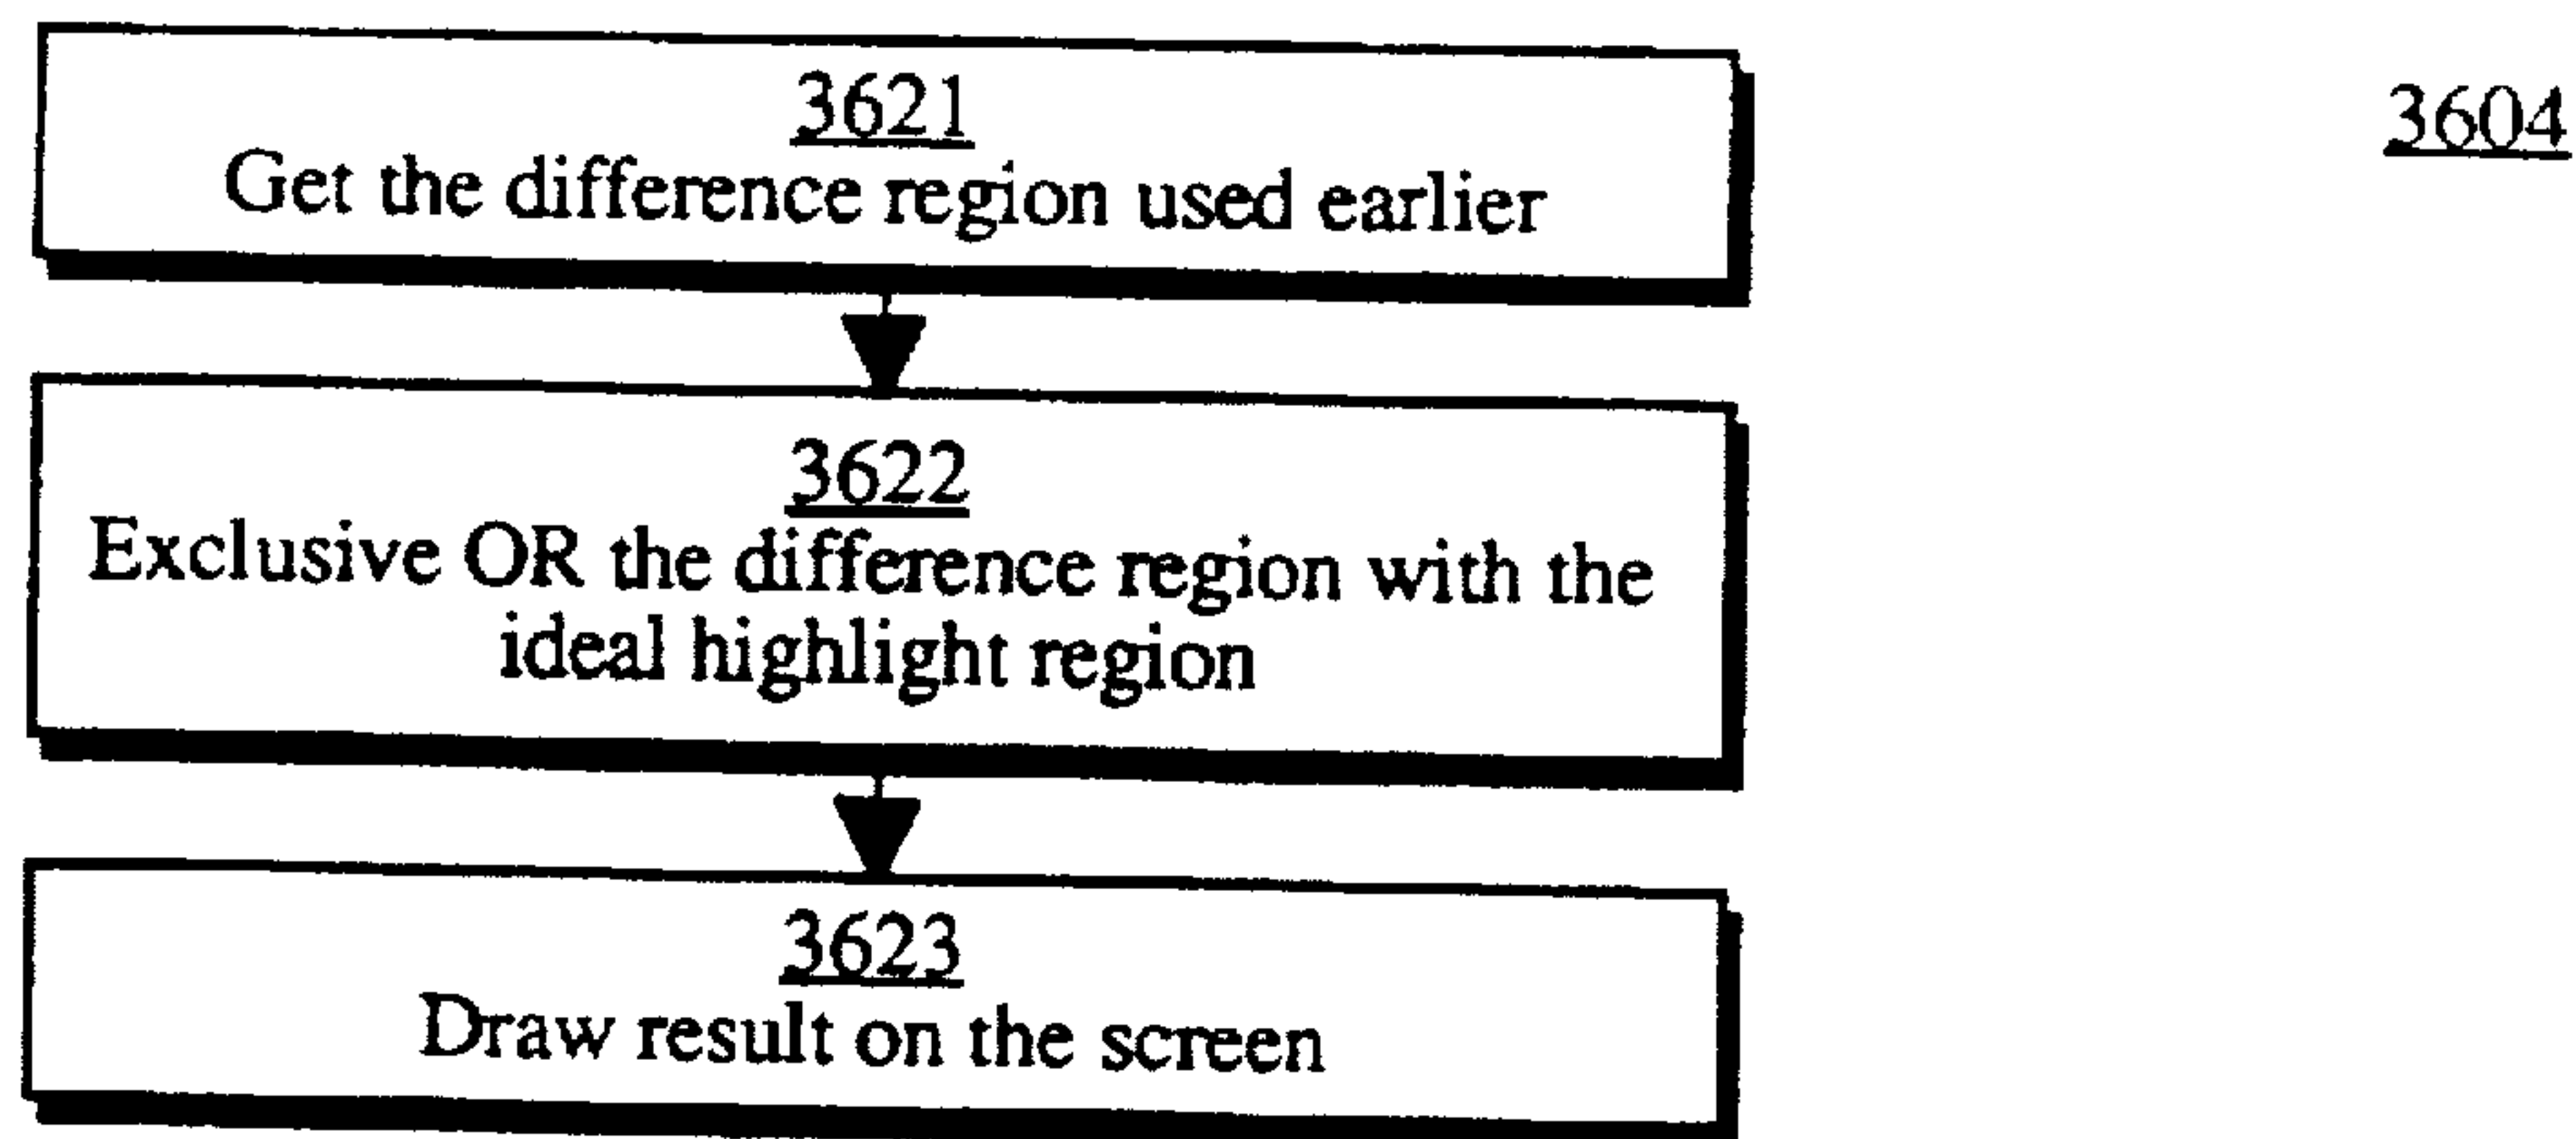 3621
Get the difference region used earlier
3604
3622
Exclusive OR the difference region with the
ideal highlight region
3623
Draw result on the screen